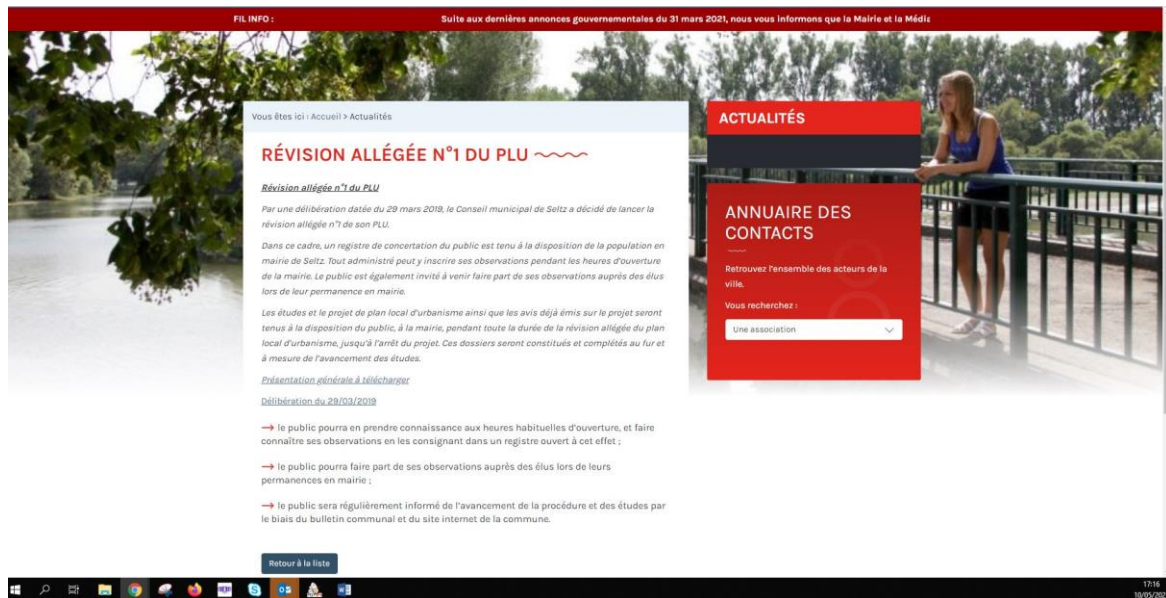 FIL INFO :
Suite aux dernières annonces gouvernementales du 31 mars 2021, nous vous informons que la Mairie et la Média
Vous êtes ici : Accueil > Actualités
RÉVISION ALLÉGÉE N°1 DU PLU
Révision allégée n°1 du PLU
Par une délibération datée du 29 mars 2019, le Conseil municipal de Seltz a décidé de lancer la
révision allégée n°1 de son PLU.
Dans ce cadre, un registre de concertation du public est tenu à la disposition de la population en
mairie de Seltz. Tout administré peut y inscrire ses observations pendant les heures d'ouverture
de la mairie. Le public est également invité à venir faire part de ses observations auprès des élus
lors de leur permanence en mairie.
Les études et le projet de plan local d'urbanisme ainsi que les avis déjà émis sur le projet seront
tenus à la disposition du public, à la mairie, pendant toute la durée de la révision allégée du plan
local d'urbanisme, jusqu'à l'arrêt du projet. Ces dossiers seront constitués et complétés au fur et
à mesure de l'avancement des études.
Présentation générale à télécharger
Délibération du 29/03/2019
→ le public pourra en prendre connaissance aux heures habituelles d'ouverture, et faire
connaître ses observations en les consignant dans un registre ouvert à cet effet ;
→ le public pourra faire part de ses observations auprès des élus lors de leurs
permanences en mairie ;
→ le public sera régulièrement informé de l'avancement de la procédure et des études par
le biais du bulletin communal et du site internet de la commune.
Retour à la liste
ACTUALITÉS
ANNUAIRE DES
CONTACTS
Retrouvez l'ensemble des acteurs de la
ville.
Vous recherchez :
Une association
17:16
10/05/202